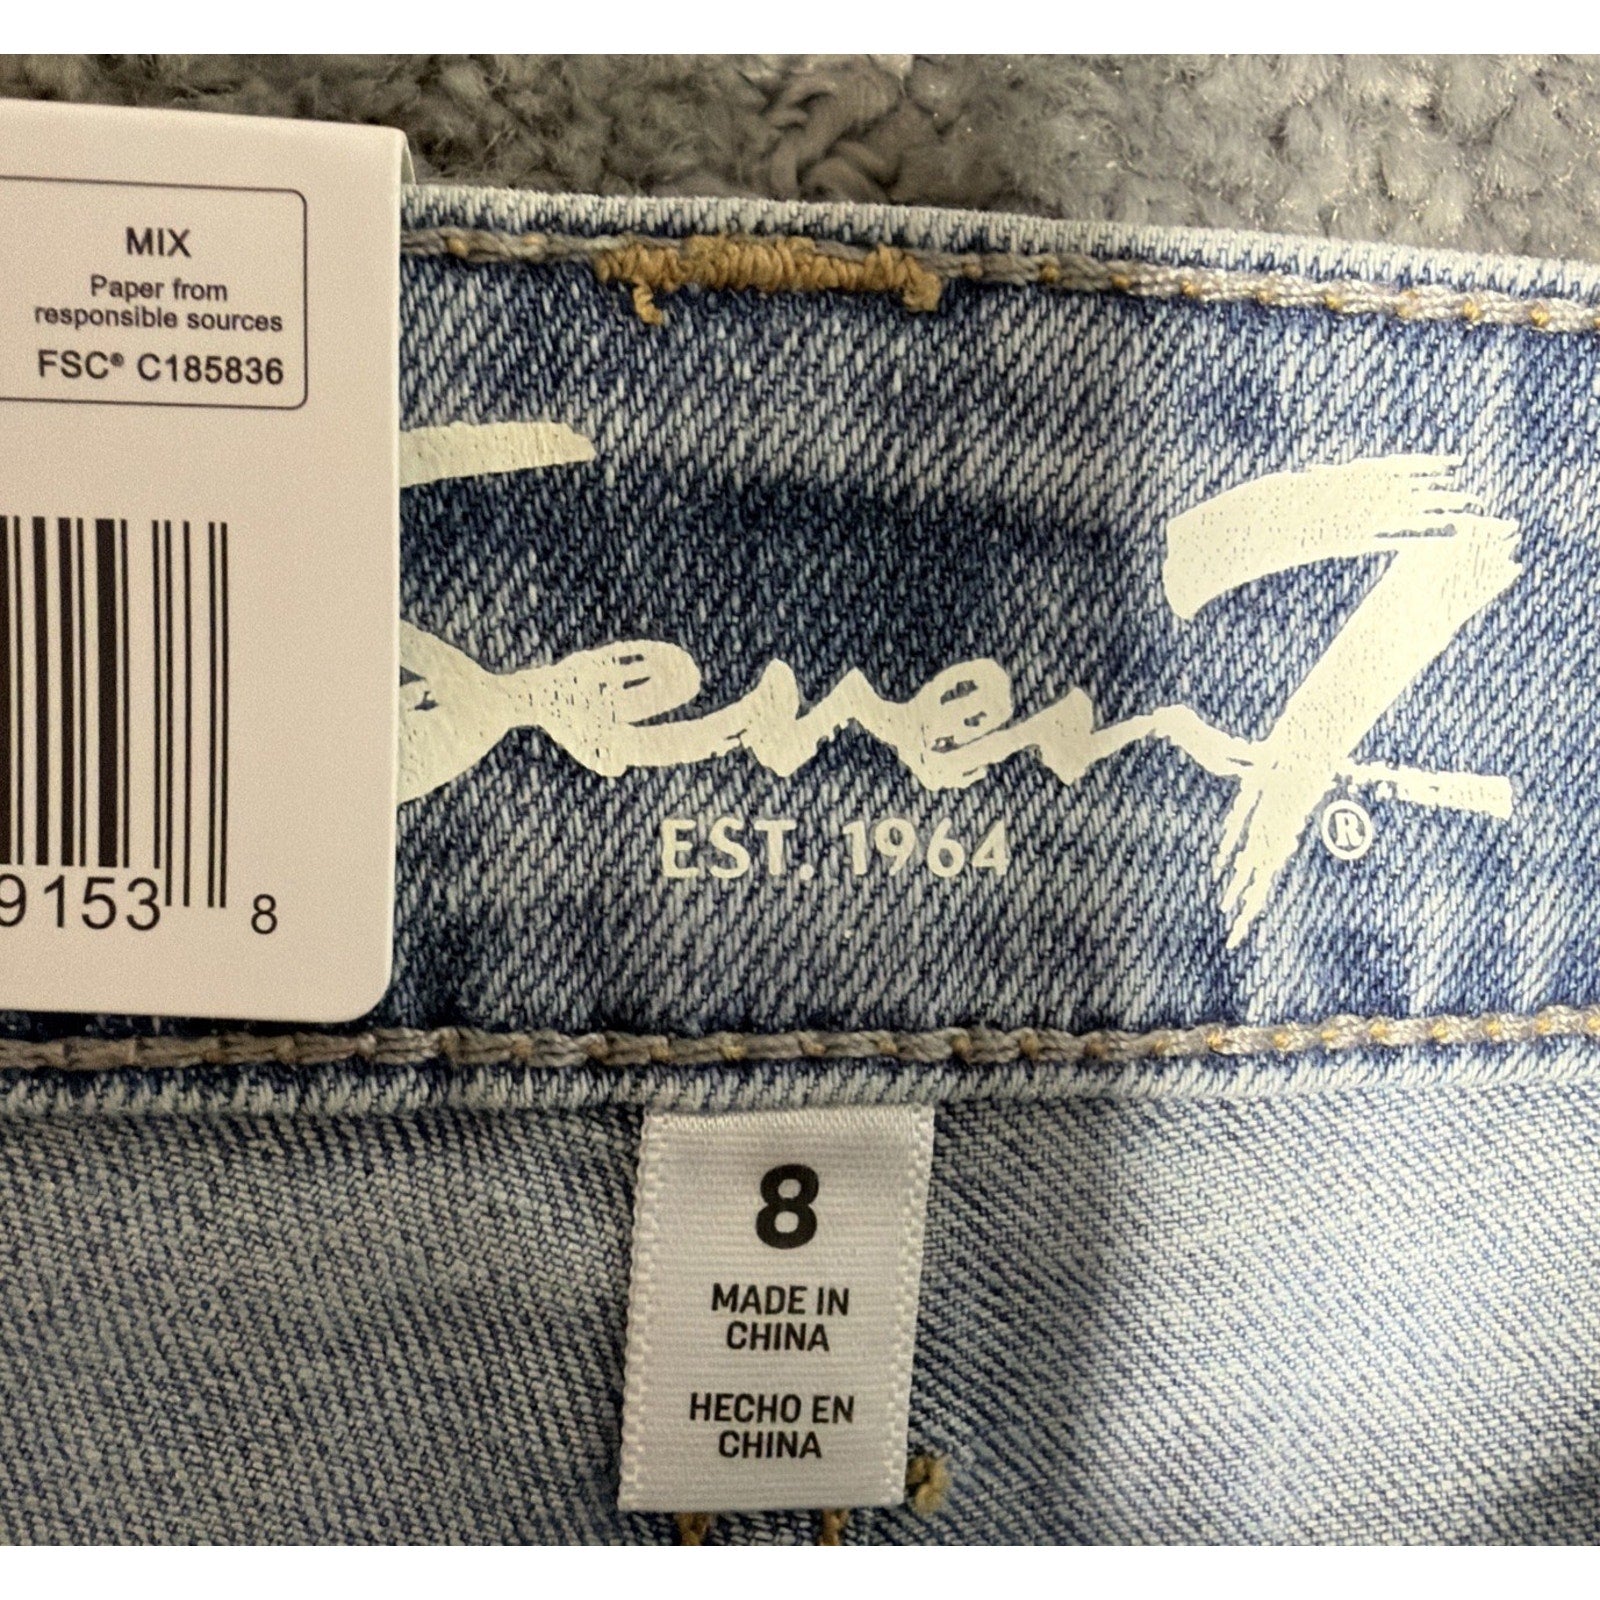 MIX
Paper from
responsible sources
FSC® C185836
9153 8
Seven7®
EST. 1964
8
MADE IN
CHINA
HECHO EN
CHINA